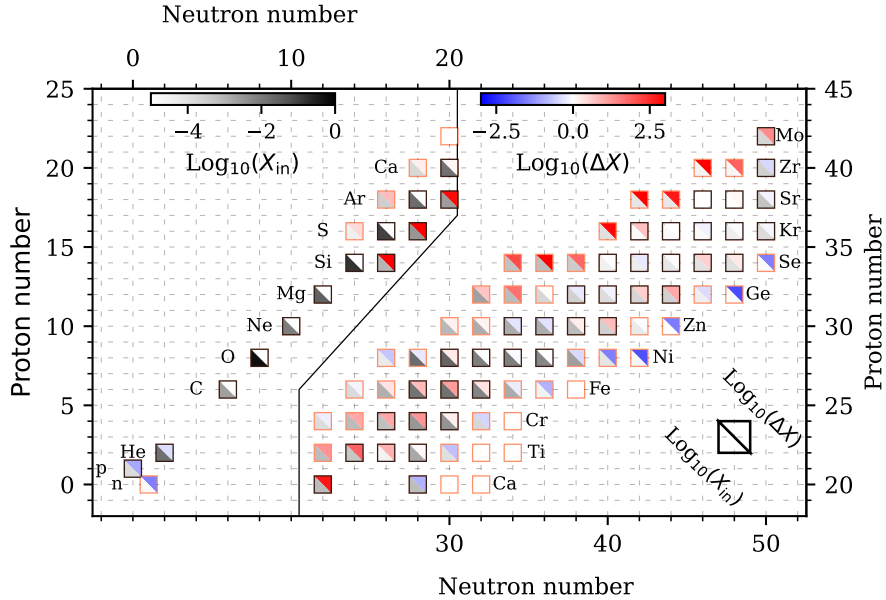 Neutron number
0 10 20
25 20 15 10 5 0
Proton number
45 40 35 30 25 20
Proton number
−4 −2 0
Log₁₀(X_in)
−2.5 0.0 2.5
Log₁₀(ΔX)
Mo
Ca Zr
Ar Sr
S Kr
Si Se
Mg Ge
Ne Zn
O Ni
C Fe
Cr
He Ti
p
n Ca
Log₁₀(ΔX)
Log₁₀(X_in)
30 40 50
Neutron number